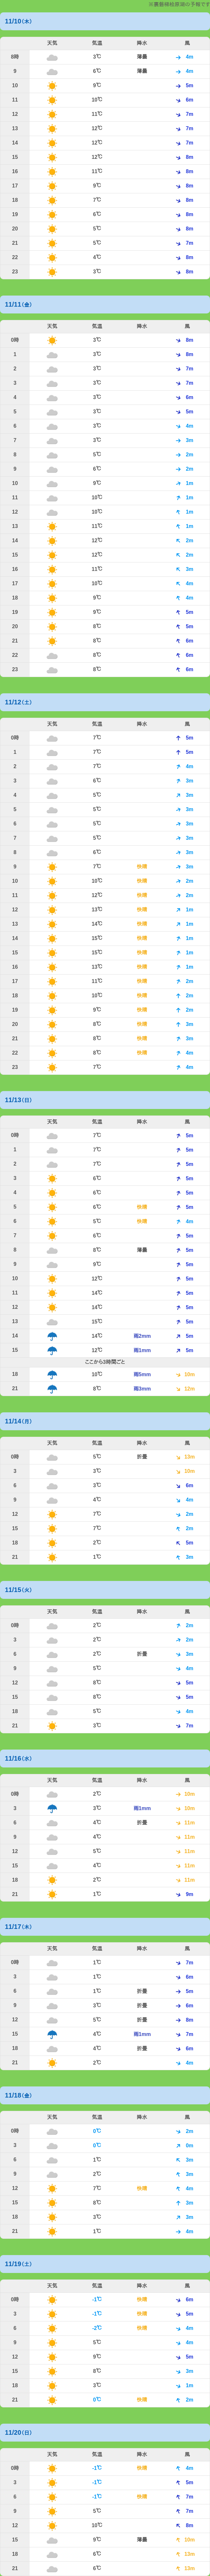 ※鷹巣林他周域の予報です
11/10(木)
天気 気温 降水 風
8時 3℃ 薄曇 4m
9 6℃ 薄曇 4m
10 9℃ 5m
11 10℃ 6m
12 11℃ 7m
13 12℃ 7m
14 12℃ 7m
15 12℃ 8m
16 11℃ 8m
17 9℃ 8m
18 7℃ 8m
19 6℃ 8m
20 5℃ 8m
21 5℃ 7m
22 4℃ 8m
23 3℃ 8m
11/11(金)
天気 気温 降水 風
0時 3℃ 8m
1 3℃ 8m
2 3℃ 7m
3 3℃ 7m
4 3℃ 6m
5 3℃ 5m
6 3℃ 4m
7 3℃ 3m
8 5℃ 2m
9 6℃ 2m
10 9℃ 1m
11 10℃ 1m
12 10℃ 1m
13 11℃ 1m
14 12℃ 2m
15 12℃ 2m
16 11℃ 3m
17 10℃ 4m
18 9℃ 4m
19 9℃ 5m
20 8℃ 5m
21 8℃ 6m
22 8℃ 6m
23 8℃ 6m
11/12(土)
天気 気温 降水 風
0時 7℃ 5m
1 7℃ 5m
2 7℃ 4m
3 6℃ 3m
4 5℃ 3m
5 5℃ 3m
6 5℃ 3m
7 5℃ 3m
8 6℃ 3m
9 7℃ 快晴 3m
10 10℃ 快晴 2m
11 12℃ 快晴 2m
12 13℃ 快晴 1m
13 14℃ 快晴 1m
14 15℃ 快晴 1m
15 15℃ 快晴 1m
16 13℃ 快晴 1m
17 11℃ 快晴 2m
18 10℃ 快晴 2m
19 9℃ 快晴 2m
20 8℃ 快晴 3m
21 8℃ 快晴 3m
22 8℃ 快晴 4m
23 7℃ 4m
11/13(日)
天気 気温 降水 風
0時 7℃ 5m
1 7℃ 5m
2 7℃ 5m
3 6℃ 5m
4 6℃ 5m
5 6℃ 快晴 5m
6 5℃ 快晴 4m
7 6℃ 5m
8 8℃ 薄曇 5m
9 9℃ 5m
10 12℃ 5m
11 14℃ 5m
12 14℃ 5m
13 15℃ 5m
14 14℃ 雨2mm 5m
15 12℃ 雨1mm 5m
ここから3時間ごと
18 10℃ 雨5mm 10m
21 8℃ 雨3mm 12m
11/14(月)
天気 気温 降水 風
0時 5℃ 折曇 13m
3 3℃ 10m
6 3℃ 6m
9 4℃ 4m
12 7℃ 2m
15 7℃ 2m
18 2℃ 5m
21 1℃ 3m
11/15(火)
天気 気温 降水 風
0時 2℃ 2m
3 2℃ 2m
6 2℃ 折曇 3m
9 5℃ 4m
12 8℃ 5m
15 8℃ 5m
18 5℃ 4m
21 3℃ 7m
11/16(水)
天気 気温 降水 風
0時 2℃ 10m
3 3℃ 雨1mm 10m
6 4℃ 折曇 11m
9 4℃ 11m
12 5℃ 11m
15 4℃ 11m
18 2℃ 11m
21 1℃ 9m
11/17(木)
天気 気温 降水 風
0時 1℃ 7m
3 1℃ 6m
6 1℃ 折曇 5m
9 3℃ 折曇 6m
12 5℃ 折曇 8m
15 4℃ 雨1mm 7m
18 4℃ 折曇 6m
21 2℃ 4m
11/18(金)
天気 気温 降水 風
0時 0℃ 2m
3 0℃ 0m
6 1℃ 3m
9 2℃ 3m
12 7℃ 快晴 4m
15 8℃ 3m
18 3℃ 3m
21 1℃ 4m
11/19(土)
天気 気温 降水 風
0時 -1℃ 快晴 6m
3 -1℃ 快晴 5m
6 -2℃ 快晴 4m
9 5℃ 4m
12 9℃ 5m
15 8℃ 3m
18 3℃ 1m
21 0℃ 快晴 2m
11/20(日)
天気 気温 降水 風
0時 -1℃ 快晴 4m
3 -1℃ 5m
6 -1℃ 快晴 7m
9 5℃ 7m
12 10℃ 8m
15 9℃ 薄曇 10m
18 6℃ 13m
21 6℃ 13m